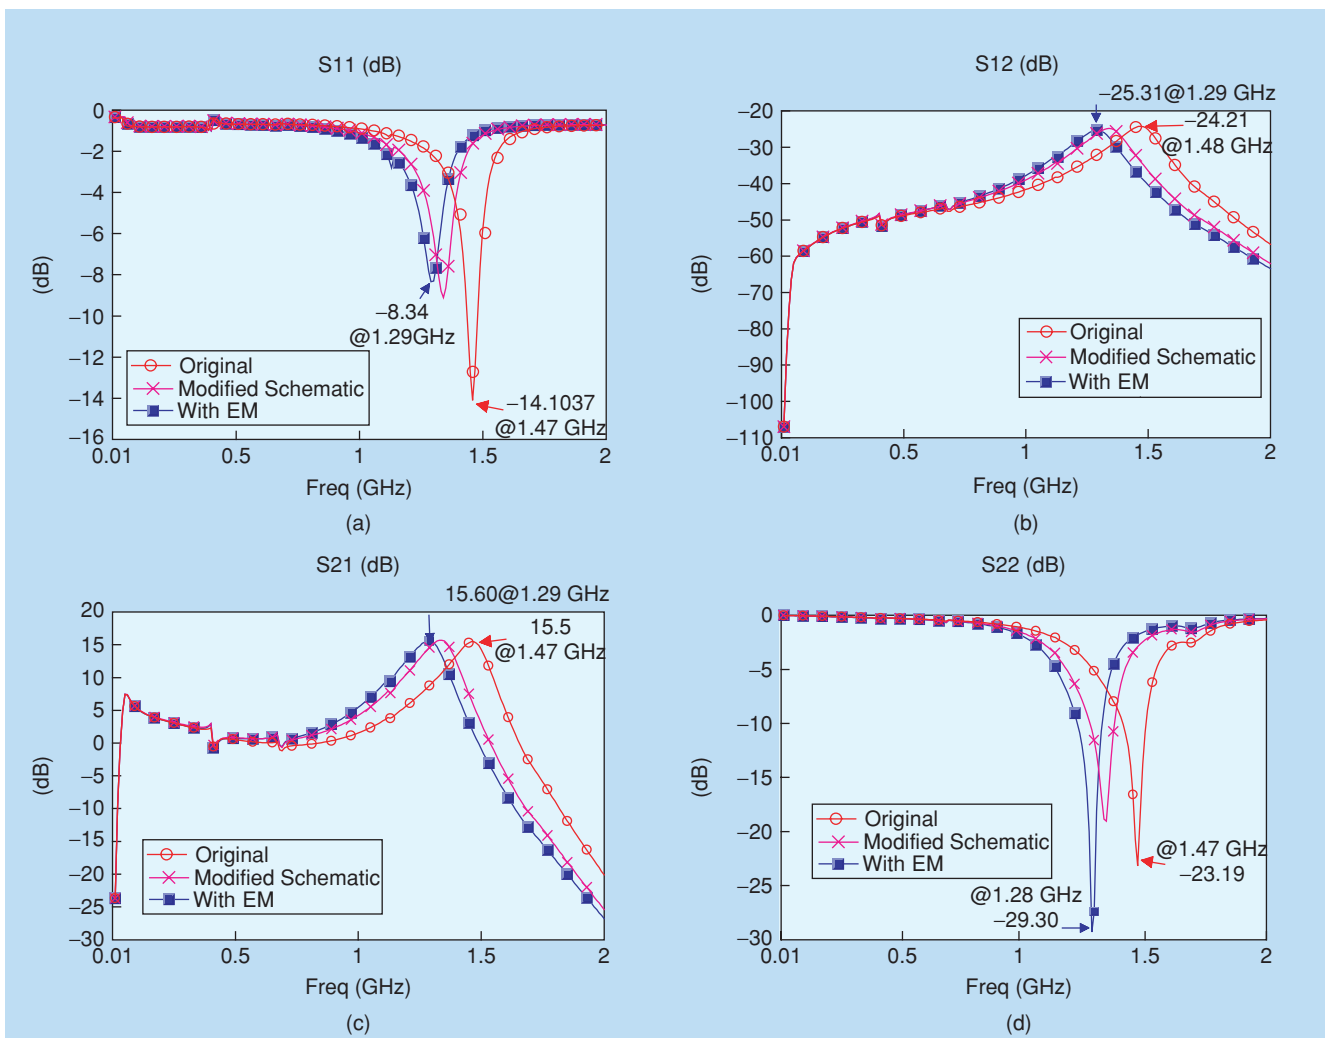 S11 (dB)
0
−2
−4
−6
−8
−10
−12
−14
−16
(dB)
−8.34
@1.29GHz
Original
Modified Schematic
With EM
−14.1037
@1.47 GHz
0.01
0.5
1
1.5
2
Freq (GHz)
(a)
S12 (dB)
−25.31@1.29 GHz
−20
−30
−40
−50
−60
−70
−80
−90
−100
−110
(dB)
−24.21
@1.48 GHz
Original
Modified Schematic
With EM
0.01
0.5
1
1.5
2
Freq (GHz)
(b)
S21 (dB)
15.60@1.29 GHz
20
15
10
5
0
−5
−10
−15
−20
−25
−30
(dB)
15.5
@1.47 GHz
Original
Modified Schematic
With EM
0.01
0.5
1
1.5
2
Freq (GHz)
(c)
S22 (dB)
0
−5
−10
−15
−20
−25
−30
(dB)
Original
Modified Schematic
With EM
@1.47 GHz
−23.19
@1.28 GHz
−29.30
0.01
0.5
1
1.5
2
Freq (GHz)
(d)